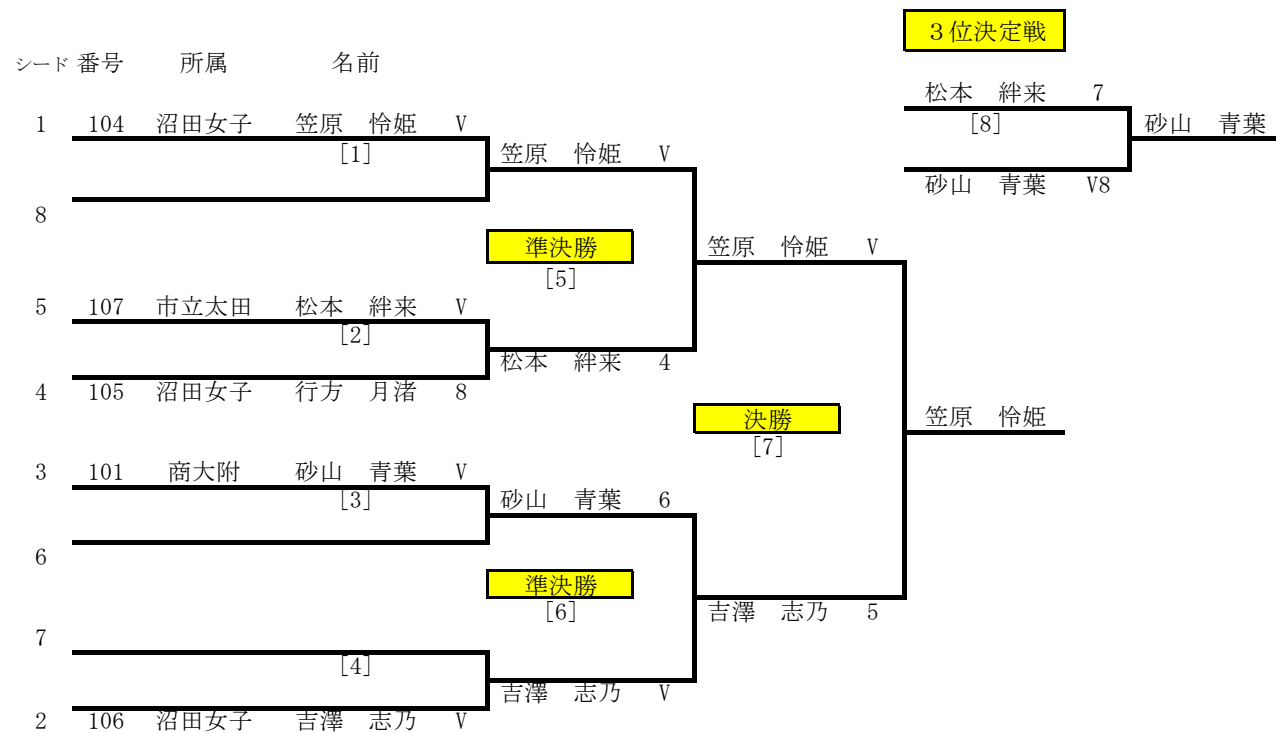 ３位決定戦
シード 番号 所属 名前
松本 絆来 7
[8]
砂山 青葉
砂山 青葉 V8
1 104 沼田女子 笠原 怜姫 V
[1]
笠原 怜姫 V
8
準決勝
[5]
笠原 怜姫 V
5 107 市立太田 松本 絆来 V
[2]
松本 絆来 4
4 105 沼田女子 行方 月渚 8
決勝
[7]
笠原 怜姫
3 101 商大附 砂山 青葉 V
[3]
砂山 青葉 6
6
準決勝
[6]
吉澤 志乃 5
7
[4]
吉澤 志乃 V
2 106 沼田女子 吉澤 志乃 V